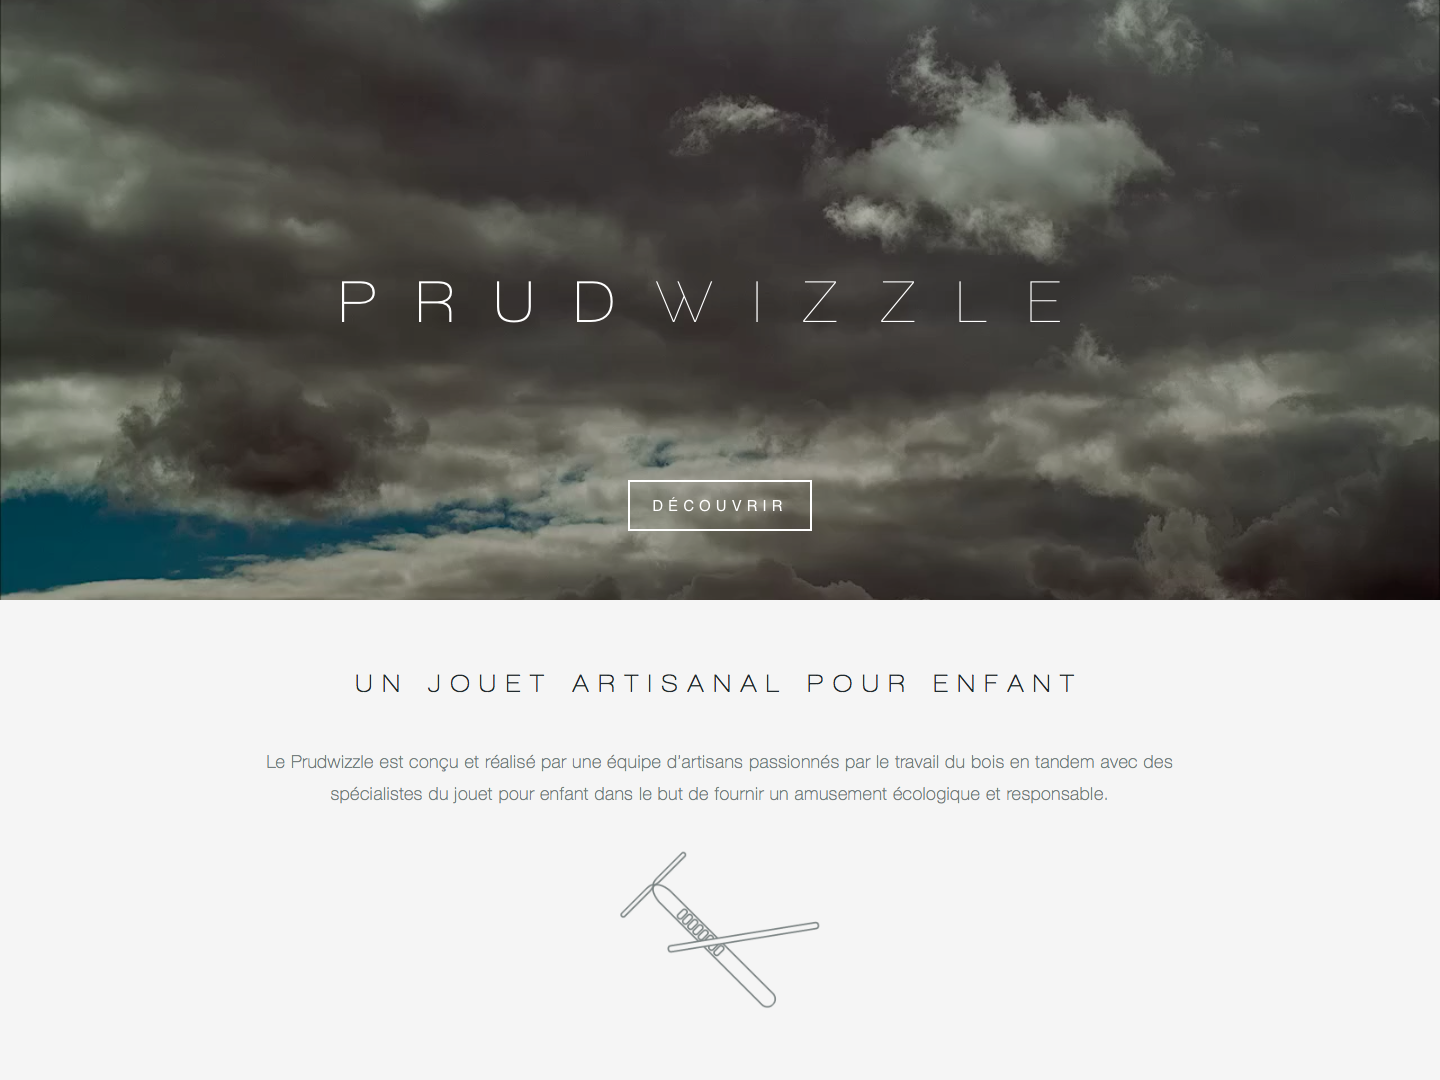 PRUDWIZZLE
DÉCOUVRIR
UN JOUET ARTISANAL POUR ENFANT
Le Prudwizzle est conçu et réalisé par une équipe d'artisans passionnés par le travail du bois en tandem avec des
spécialistes du jouet pour enfant dans le but de fournir un amusement écologique et responsable.